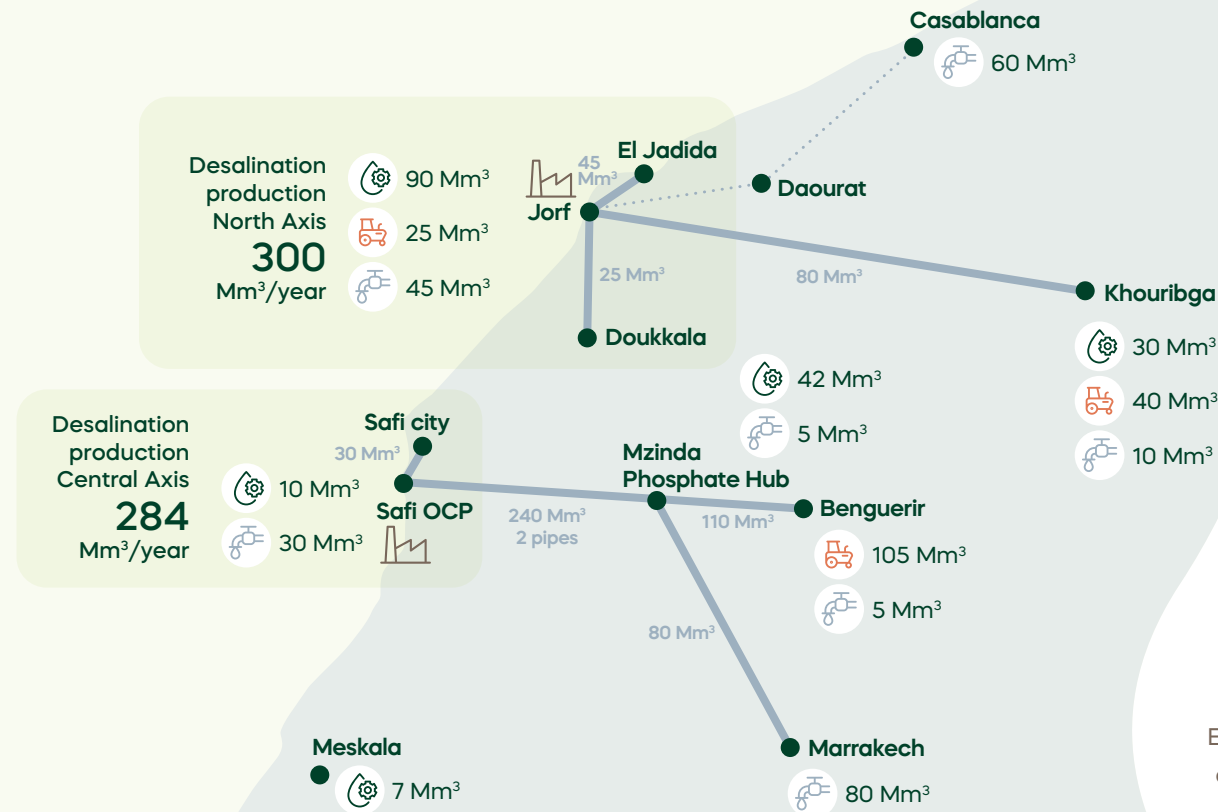 Casablanca
60 Mm³
Desalination
production
North Axis
300
Mm³/year
90 Mm³
25 Mm³
45 Mm³
El Jadida
45
Mm³
Jorf
Daourat
25 Mm³
80 Mm³
Doukkala
Khouribga
30 Mm³
40 Mm³
10 Mm³
42 Mm³
5 Mm³
Desalination
production
Central Axis
284
Mm³/year
10 Mm³
30 Mm³
Safi city
30 Mm³
Safi OCP
Mzinda
Phosphate Hub
240 Mm³
2 pipes
110 Mm³
Benguerir
105 Mm³
5 Mm³
80 Mm³
Meskala
7 Mm³
Marrakech
80 Mm³